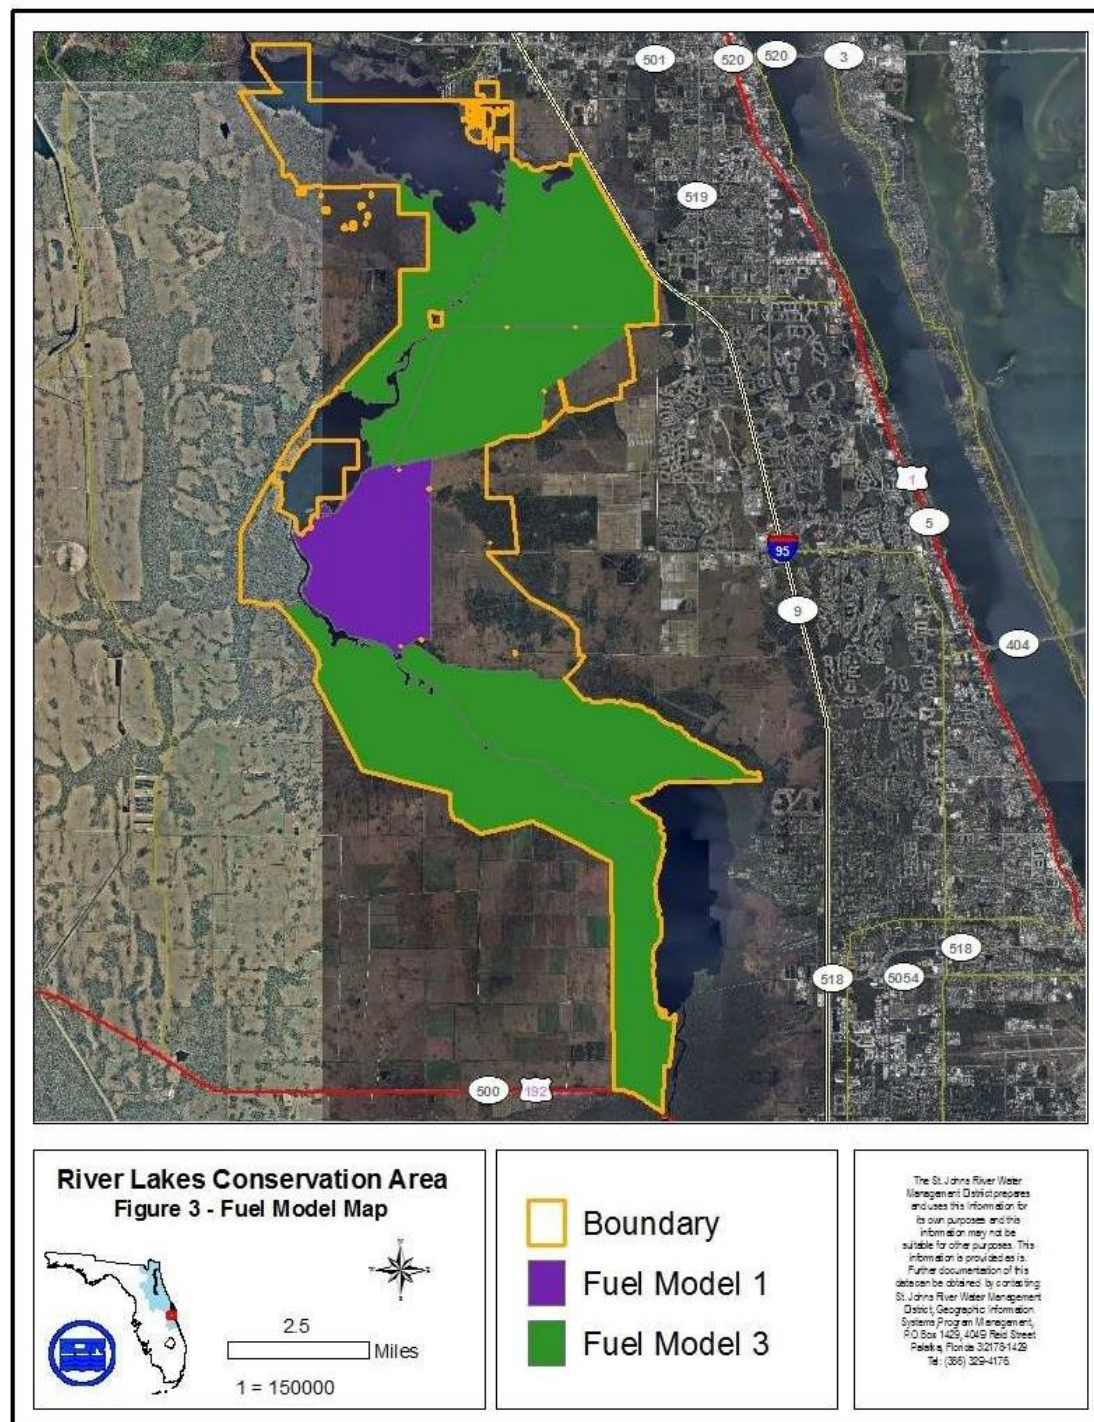 501
520
520
3
519
1
5
95
9
404
518
518
5054
500
192
River Lakes Conservation Area
Figure 3 - Fuel Model Map
2.5
Miles
1 = 150000
Boundary
Fuel Model 1
Fuel Model 3
The St. Johns River Water
Management District prepares
and uses this information for
its own purposes and this
information may not be
suitable for other purposes. This
information is provided as is.
Further documentation of this
data can be obtained by contacting:
St. Johns River Water Management
District, Geographic Information
Systems, Program Management,
P.O. Box 1429, 4049 Reid Street
Palatka, Florida 32178-1429
Tel: (386) 329-4176.